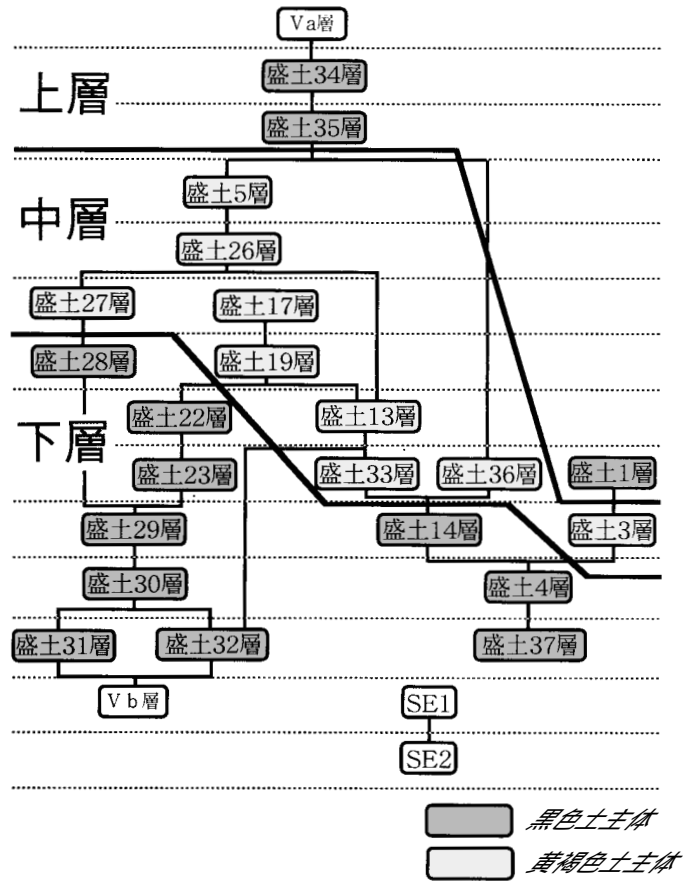 Ⅴa層
盛土34層
上層
盛土35層
盛土5層
中層
盛土26層
盛土27層
盛土17層
盛土28層
盛土19層
盛土22層
盛土13層
下層
盛土23層
盛土33層
盛土36層
盛土1層
盛土29層
盛土14層
盛土3層
盛土30層
盛土4層
盛土31層
盛土32層
盛土37層
Ⅴb層
SE1
SE2
黒色土主体
黄褐色土主体